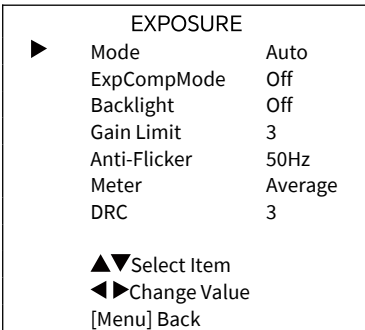 EXPOSURE
▶ Mode Auto
ExpCompMode Off
Backlight Off
Gain Limit 3
Anti-Flicker 50Hz
Meter Average
DRC 3
▲▼Select Item
◀▶Change Value
[Menu] Back